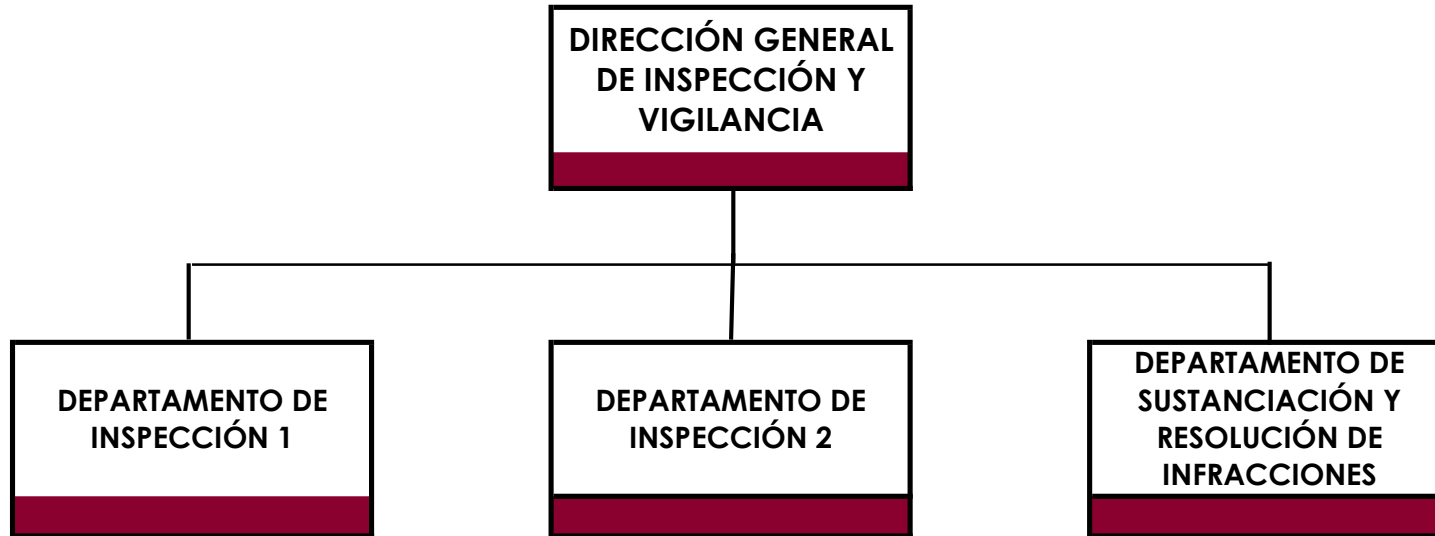 DIRECCIÓN GENERAL
DE INSPECCIÓN Y
VIGILANCIA
DEPARTAMENTO DE
INSPECCIÓN 1
DEPARTAMENTO DE
INSPECCIÓN 2
DEPARTAMENTO DE
SUSTANCIACIÓN Y
RESOLUCIÓN DE
INFRACCIONES